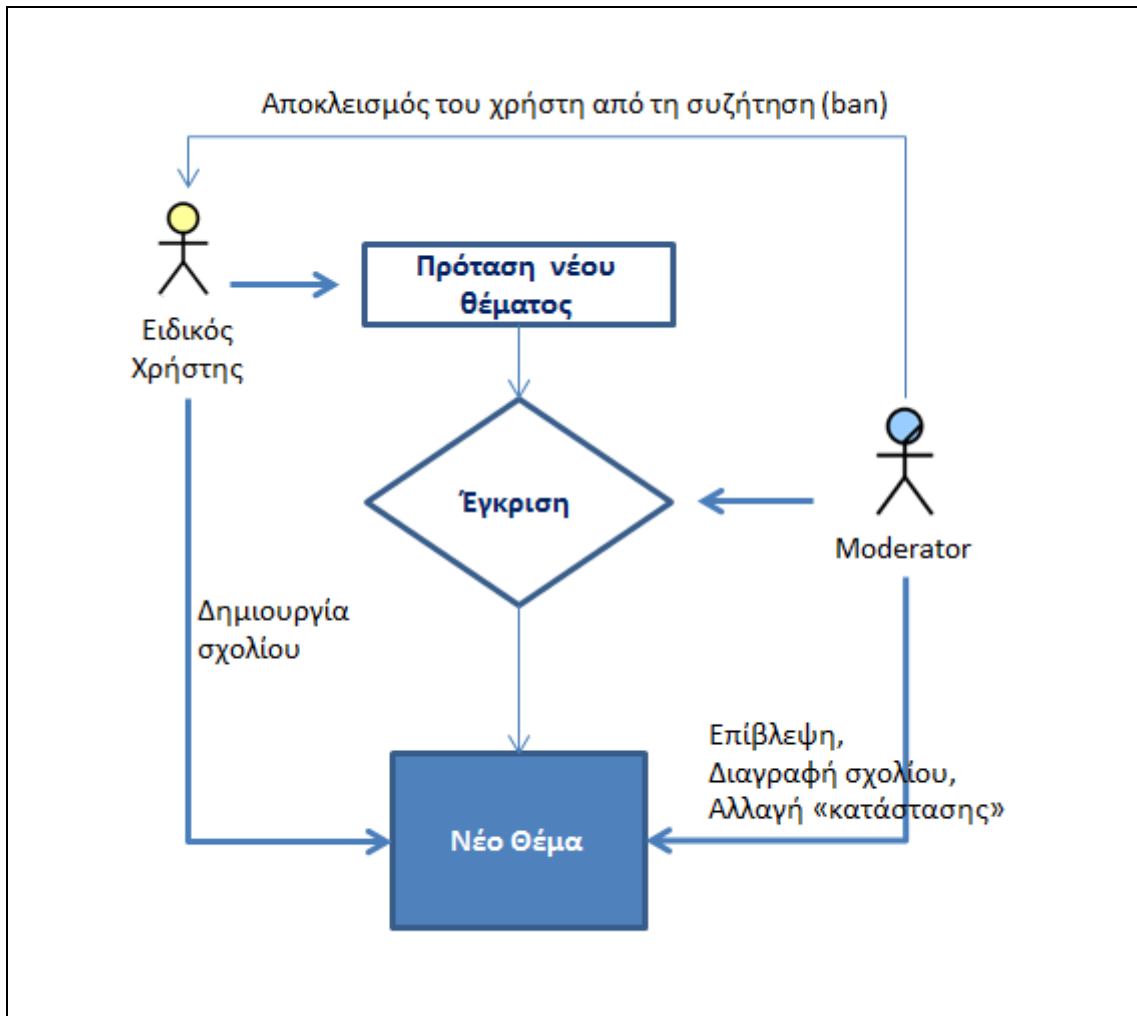 Αποκλεισμός του χρήστη από τη συζήτηση (ban)
Πρόταση νέου
θέματος
Ειδικός
Χρήστης
Έγκριση
Moderator
Δημιουργία
σχολίου
Επίβλεψη,
Διαγραφή σχολίου,
Αλλαγή «κατάστασης»
Νέο Θέμα